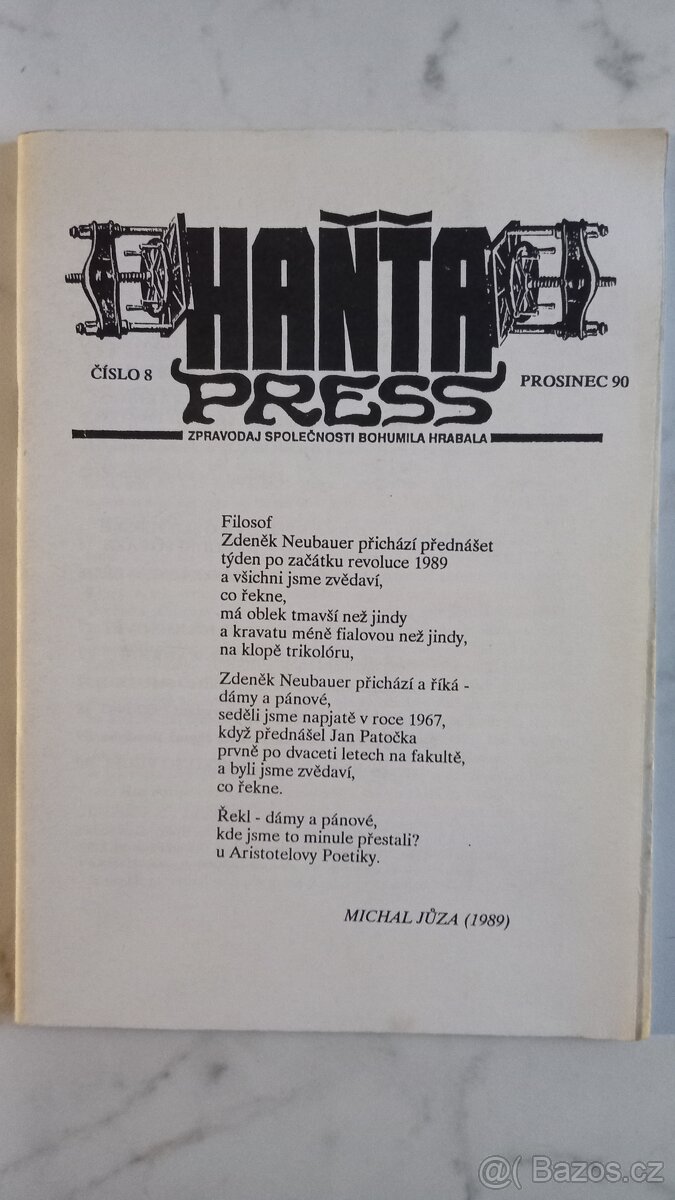 HAŇŤA
PRESS
ČÍSLO 8
PROSINEC 90
ZPRAVODAJ SPOLEČNOSTI BOHUMILA HRABALA
Filosof
Zdeněk Neubauer přichází přednášet
týden po začátku revoluce 1989
a všichni jsme zvědaví,
co řekne,
má oblek tmavší než jindy
a kravatu méně fialovou než jindy,
na klopě trikolóru,
Zdeněk Neubauer přichází a říká -
dámy a pánové,
seděli jsme napjatě v roce 1967,
když přednášel Jan Patočka
prvně po dvaceti letech na fakultě,
a byli jsme zvědaví,
co řekne.
Řekl - dámy a pánové,
kde jsme to minule přestali?
u Aristotelovy Poetiky.
MICHAL JŮZA (1989)
@( Bazos.cz